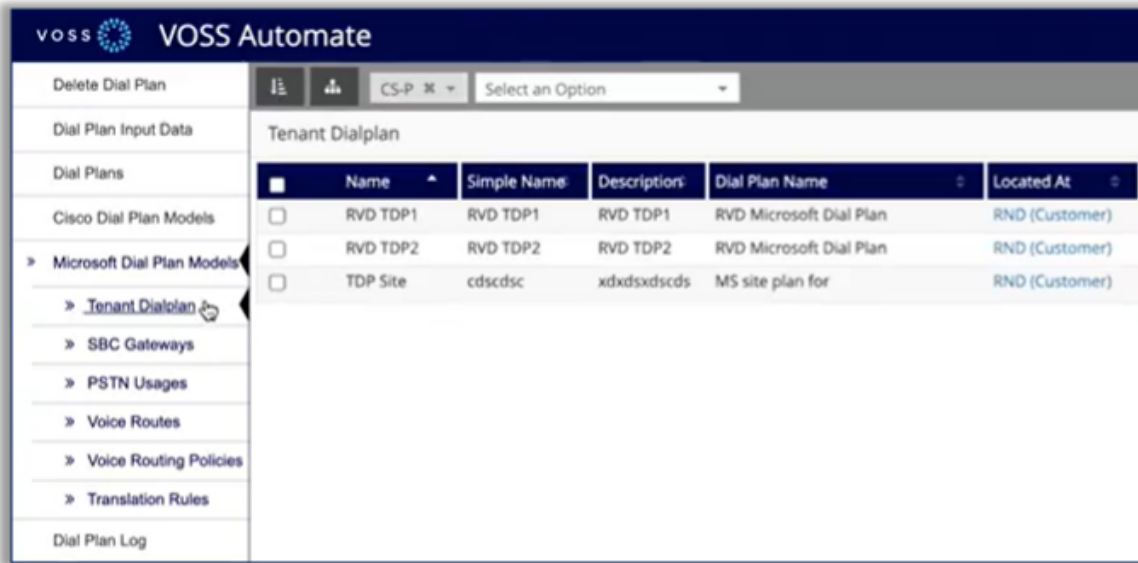 voss VOSS Automate
Delete Dial Plan
Dial Plan Input Data
Dial Plans
Cisco Dial Plan Models
Microsoft Dial Plan Models
Tenant Dialplan
SBC Gateways
PSTN Usages
Voice Routes
Voice Routing Policies
Translation Rules
Dial Plan Log
CS-P Select an Option
Tenant Dialplan
Name Simple Name Description Dial Plan Name Located At
RVD TDP1 RVD TDP1 RVD TDP1 RVD Microsoft Dial Plan RND (Customer)
RVD TDP2 RVD TDP2 RVD TDP2 RVD Microsoft Dial Plan RND (Customer)
TDP Site cdscdsc xdxdsxdscds MS site plan for RND (Customer)